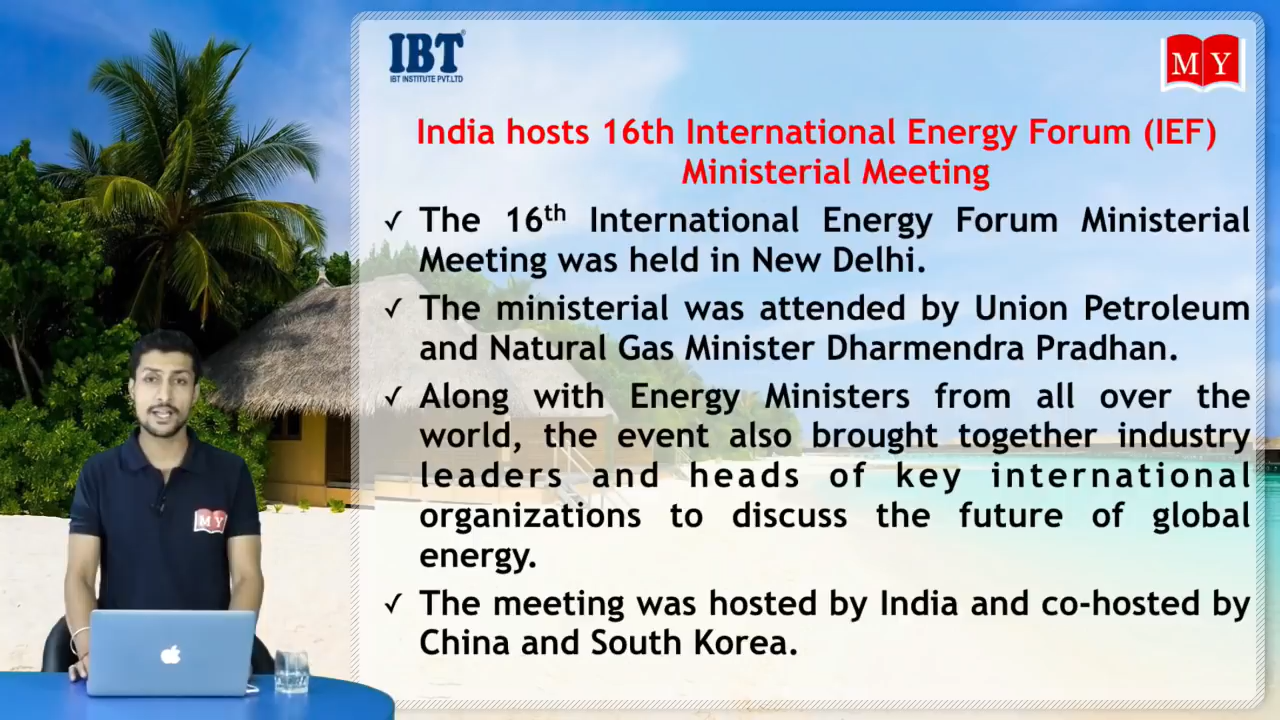 IBT
IBT INSTITUTE PVT.LTD
M Y
India hosts 16th International Energy Forum (IEF)
Ministerial Meeting
✓ The 16th International Energy Forum Ministerial
Meeting was held in New Delhi.
✓ The ministerial was attended by Union Petroleum
and Natural Gas Minister Dharmendra Pradhan.
✓ Along with Energy Ministers from all over the
world, the event also brought together industry
leaders and heads of key international
organizations to discuss the future of global
energy.
✓ The meeting was hosted by India and co-hosted by
China and South Korea.
M Y